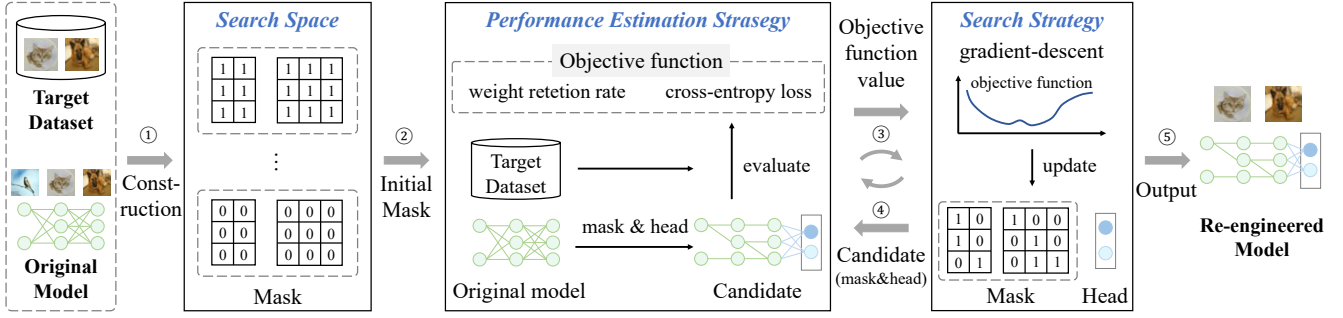 Target
Dataset
Original
Model
①
Const-
ruction
Search Space
1 1
1 1
1 1
1 1 1
1 1 1
1 1 1
⋮
0 0
0 0
0 0
0 0 0
0 0 0
0 0 0
Mask
②
Initial
Mask
Performance Estimation Strasegy
Objective function
weight retetion rate
cross-entropy loss
Target
Dataset
evaluate
mask & head
Original model
Candidate
Objective
function
value
③
④
Candidate
(mask&head)
Search Strategy
gradient-descent
objective function
update
1 0
1 0
0 1
1 0 0
0 1 0
0 1 1
Mask
Head
⑤
Output
Re-engineered
Model